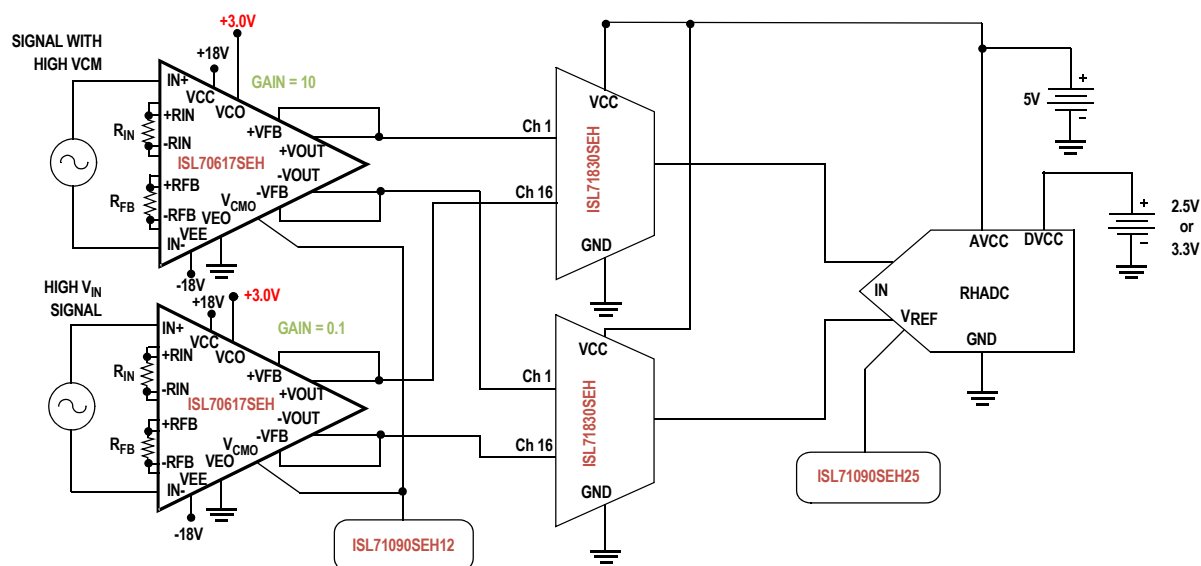 SIGNAL WITH
HIGH VCM
+3.0V
+18V
GAIN = 10
IN+
VCC
VCO
+RIN
RIN
-RIN
+VFB
+VOUT
ISL70617SEH
-VOUT
+RFB
RFB
-RFB
VCMO
-VFB
VEO
VEE
IN-
-18V
HIGH VIN
SIGNAL
+18V
+3.0V
GAIN = 0.1
IN+
VCC
VCO
+RIN
RIN
-RIN
+VFB
+VOUT
ISL70617SEH
-VOUT
+RFB
RFB
-RFB
VCMO
-VFB
VEO
VEE
IN-
-18V
ISL71090SEH12
Ch 1
Ch 16
VCC
ISL71830SEH
GND
Ch 1
Ch 16
VCC
ISL71830SEH
GND
5V
+
-
2.5V
or
3.3V
+
-
AVCC
DVCC
IN
RHADC
VREF
GND
ISL71090SEH25